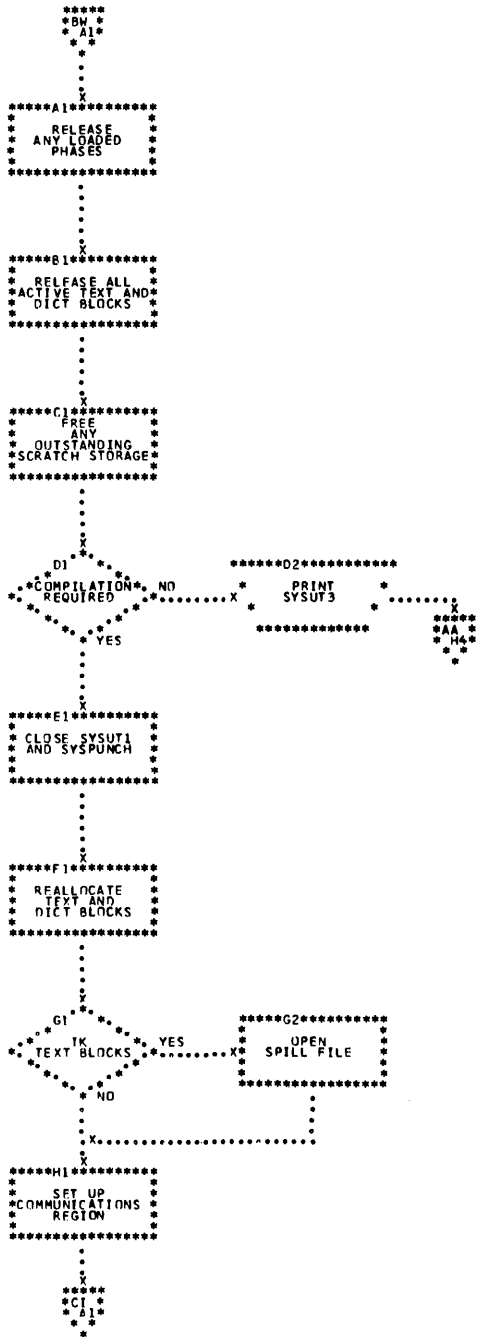 BW
A1
A1
RELEASE
ANY LOADED
PHASES
B1
RELEASE ALL
ACTIVE TEXT AND
DICT BLOCKS
C1
FREE
ANY
OUTSTANDING
SCRATCH STORAGE
D1
COMPILATION
REQUIRED
NO
YES
D2
PRINT
SYSUT3
AA
H4
E1
CLOSE SYSUT1
AND SYSPUNCH
F1
REALLOCATE
TEXT AND
DICT BLOCKS
G1
1K
TEXT BLOCKS
YES
NO
G2
OPEN
SPILL FILE
H1
SET UP
COMMUNICATIONS
REGION
CI
A1